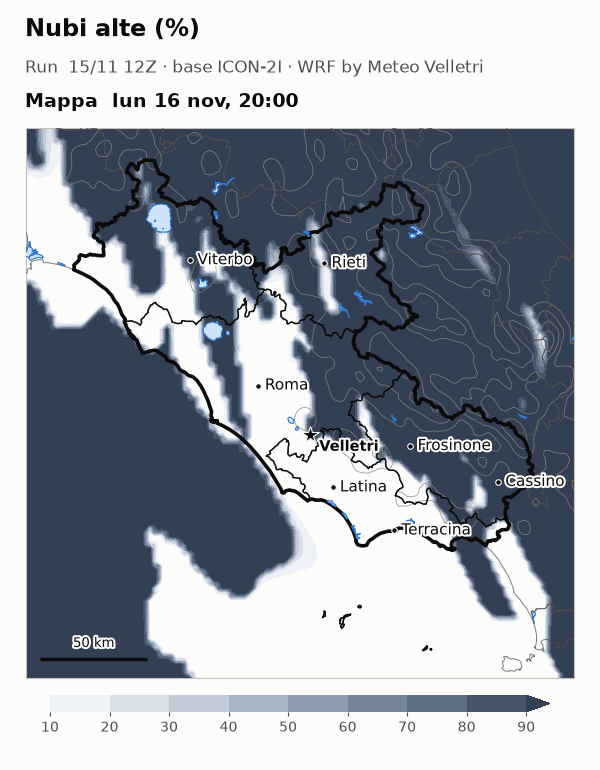 Nubi alte (%)
Run 15/11 12Z · base ICON-2I · WRF by Meteo Velletri
Mappa lun 16 nov, 20:00
Viterbo
Rieti
Roma
Velletri
Frosinone
Cassino
Latina
Terracina
50 km
10 20 30 40 50 60 70 80 90